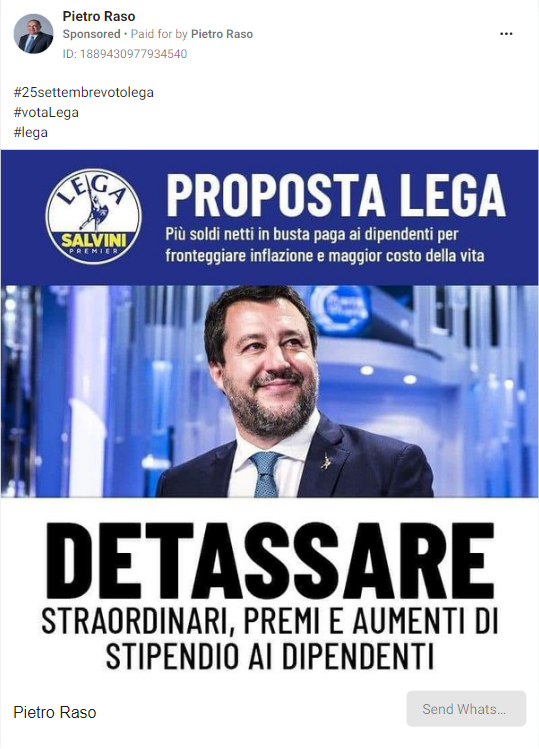 Pietro Raso
Sponsored • Paid for by Pietro Raso
ID: 1889430977934540
#25settembrevotolega
#votaLega
#lega
LEGA
SALVINI
PREMIER
PROPOSTA LEGA
Più soldi netti in busta paga ai dipendenti per
fronteggiare inflazione e maggior costo della vita
DETASSARE
STRAORDINARI, PREMI E AUMENTI DI
STIPENDIO AI DIPENDENTI
Pietro Raso
Send Whats...